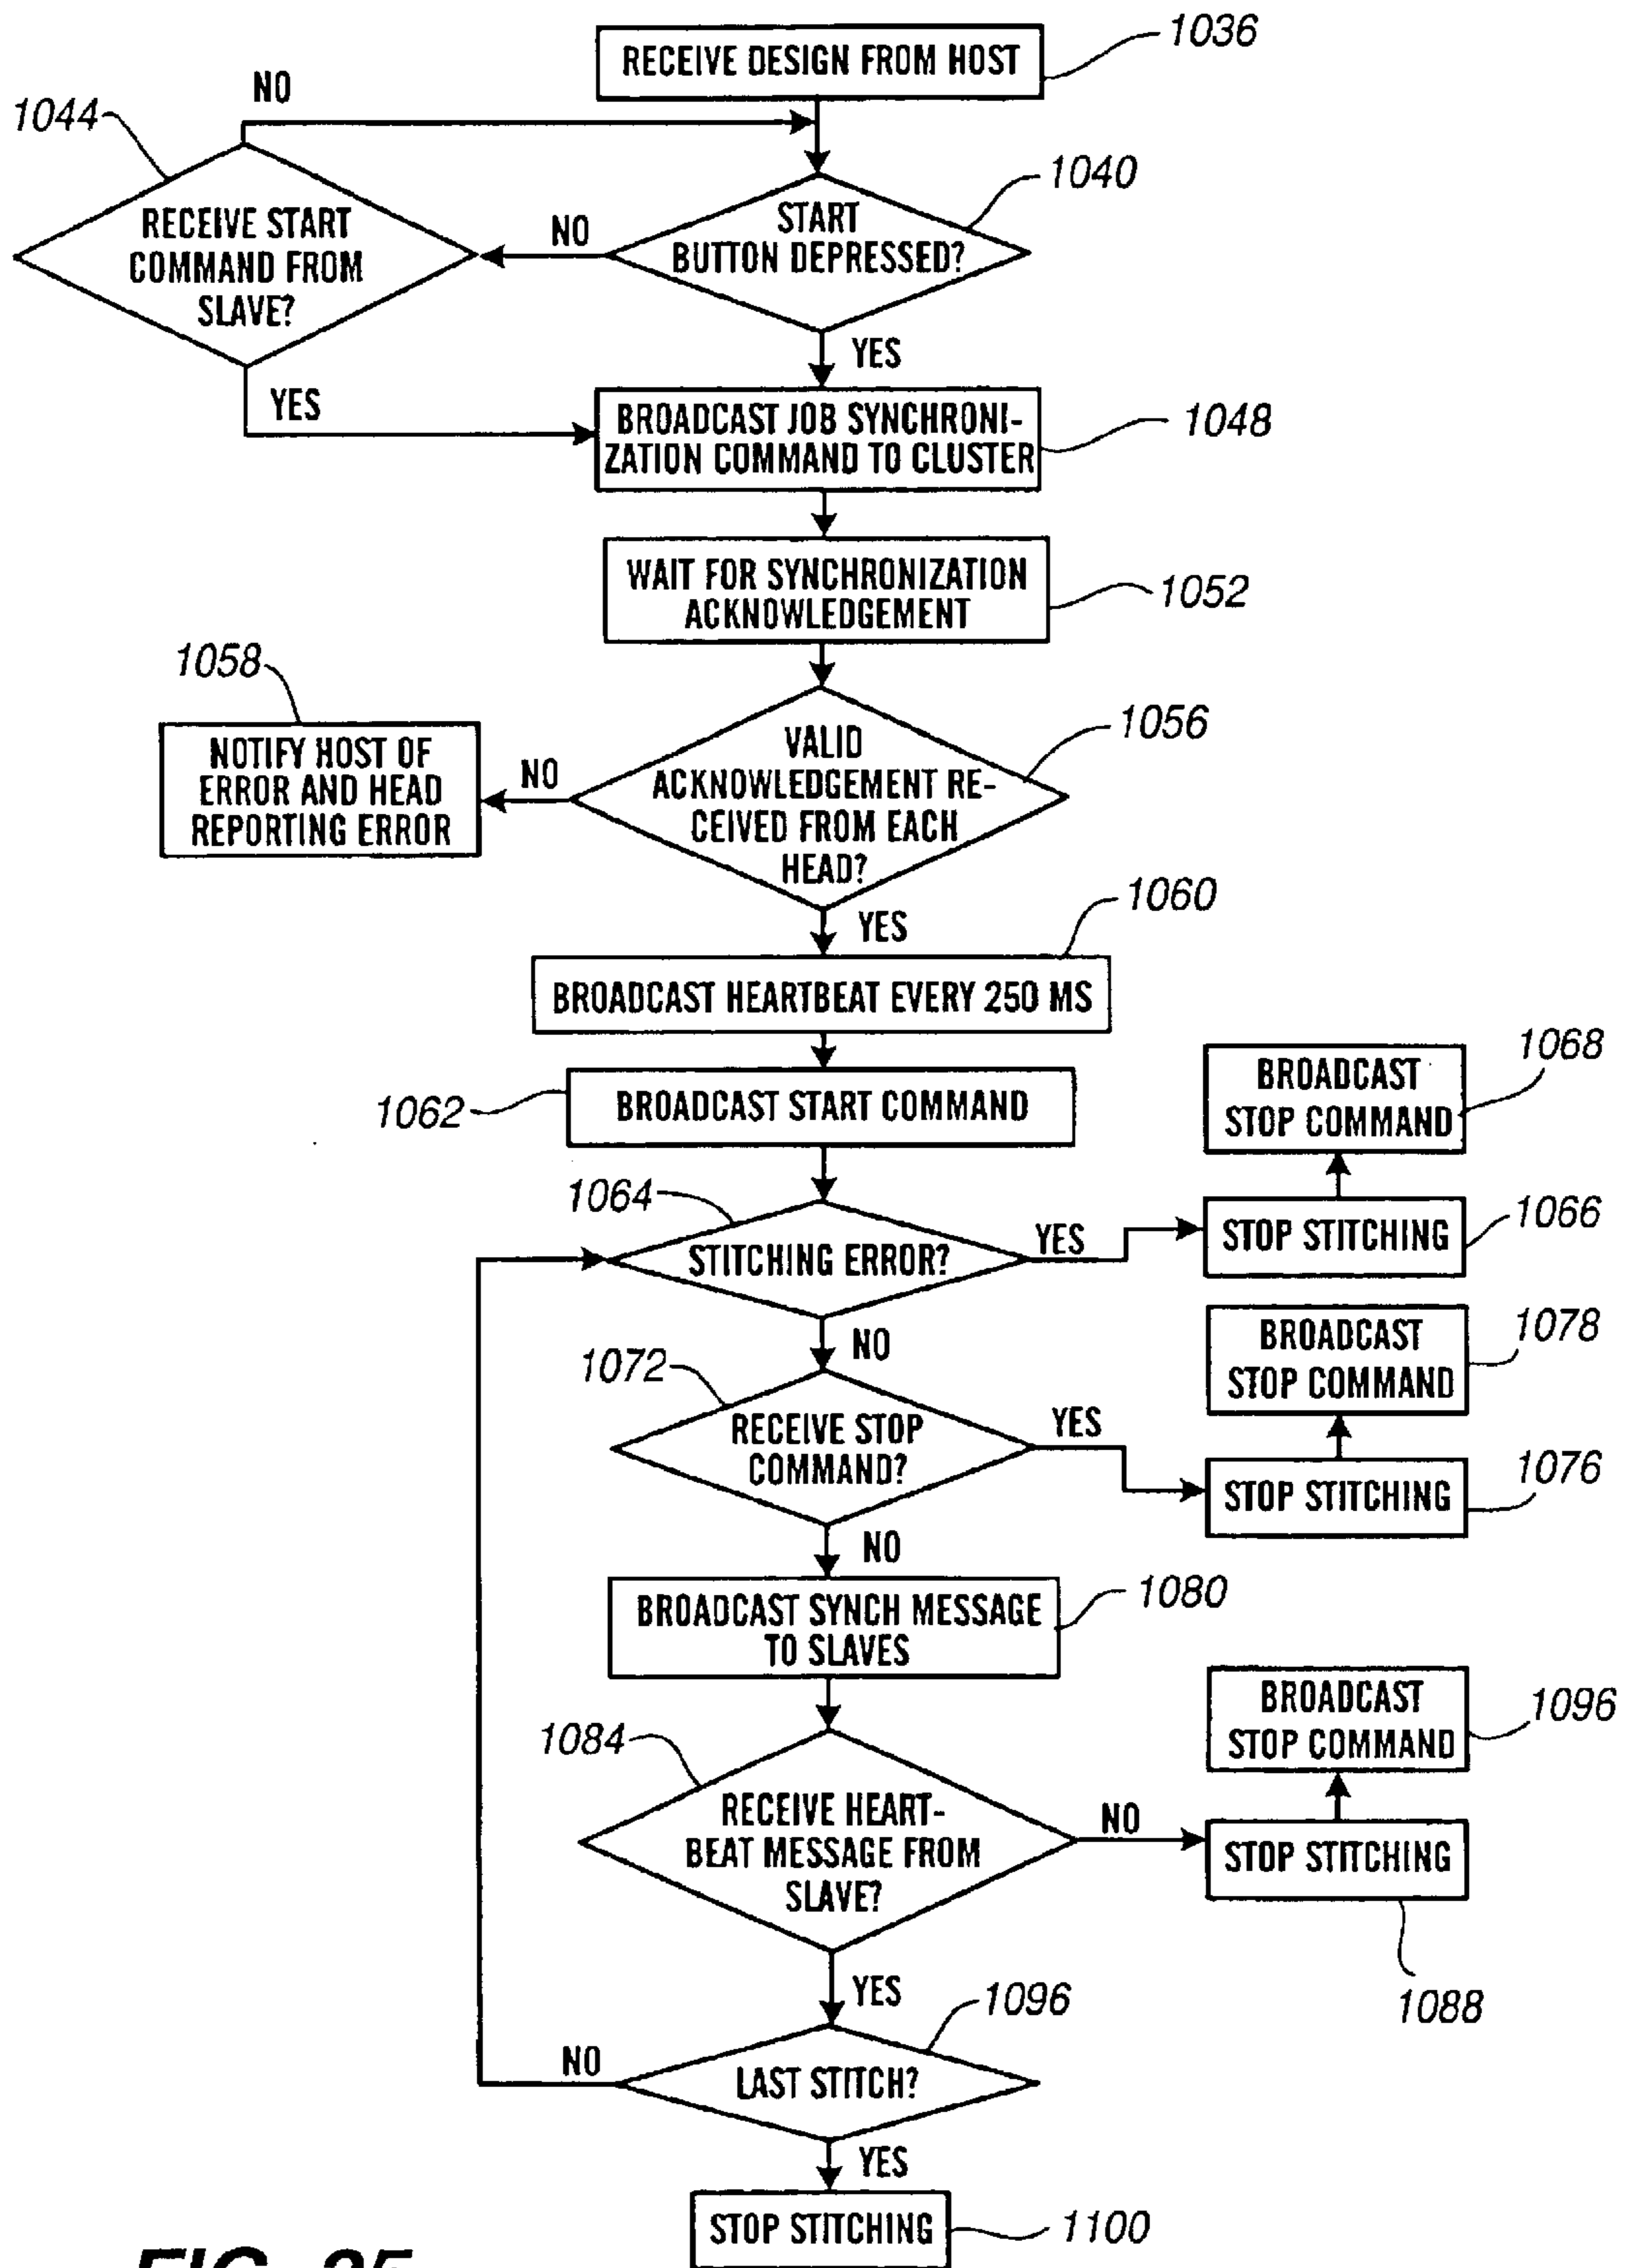 RECEIVE DESIGN FROM HOST
1036
NO
1044
RECEIVE START
COMMAND FROM
SLAVE?
NO
START
BUTTON DEPRESSED?
1040
YES
YES
BROADCAST JOB SYNCHRONI-
ZATION COMMAND TO CLUSTER
1048
WAIT FOR SYNCHRONIZATION
ACKNOWLEDGEMENT
1052
1058
NOTIFY HOST OF
ERROR AND HEAD
REPORTING ERROR
NO
VALID
ACKNOWLEDGEMENT RE-
CEIVED FROM EACH
HEAD?
1056
YES
1060
BROADCAST HEARTBEAT EVERY 250 MS
1062
BROADCAST START COMMAND
BROADCAST
STOP COMMAND
1068
1064
STITCHING ERROR?
YES
STOP STITCHING
1066
NO
BROADCAST
STOP COMMAND
1078
1072
RECEIVE STOP
COMMAND?
YES
STOP STITCHING
1076
NO
BROADCAST SYNCH MESSAGE
TO SLAVES
1080
BROADCAST
STOP COMMAND
1096
1084
RECEIVE HEART-
BEAT MESSAGE FROM
SLAVE?
NO
STOP STITCHING
1088
YES
1096
NO
LAST STITCH?
YES
STOP STITCHING
1100
FIG. 25